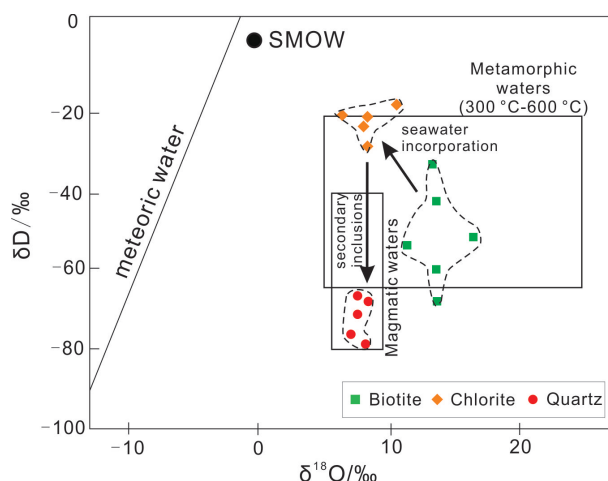 0
−20
−40
−60
−80
−100
δD/‰
−10
0
10
20
δ¹⁸O/‰
meteoric water
SMOW
Metamorphic
waters
(300 °C-600 °C)
seawater
incorporation
secondary
inclusions
Magmatic waters
Biotite
Chlorite
Quartz